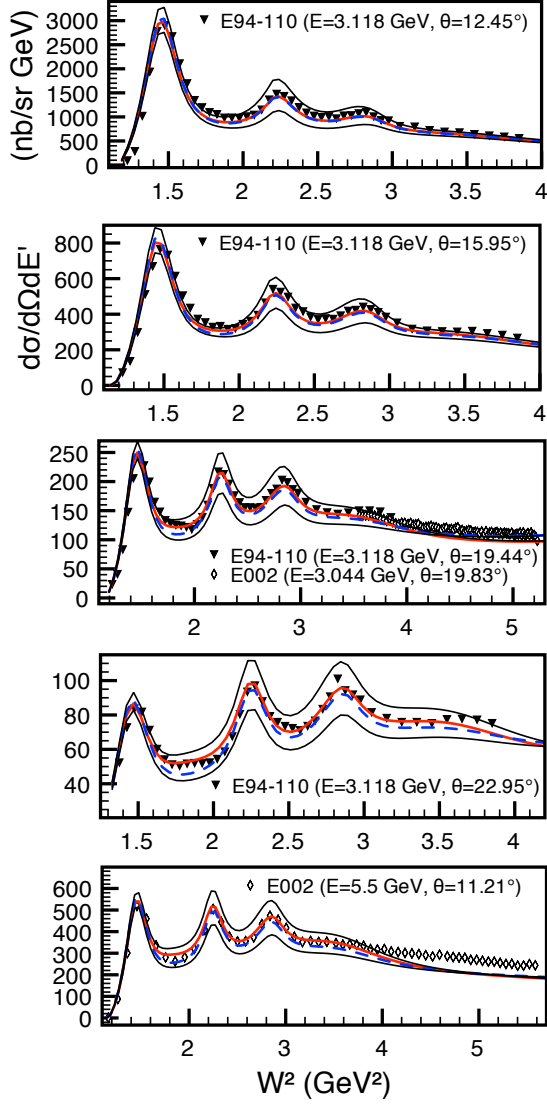 (nb/sr GeV)
dσ/dΩdE'
▼ E94-110 (E=3.118 GeV, θ=12.45°)
3000
2500
2000
1500
1000
500
0
1.5 2 2.5 3 3.5 4
▼ E94-110 (E=3.118 GeV, θ=15.95°)
800
600
400
200
0
1.5 2 2.5 3 3.5 4
250
200
150
100
50
0
▼ E94-110 (E=3.118 GeV, θ=19.44°)
◊ E002 (E=3.044 GeV, θ=19.83°)
2 3 4 5
100
80
60
40
▼ E94-110 (E=3.118 GeV, θ=22.95°)
1.5 2 2.5 3 3.5 4
◊ E002 (E=5.5 GeV, θ=11.21°)
600
500
400
300
200
100
0
2 3 4 5
W² (GeV²)